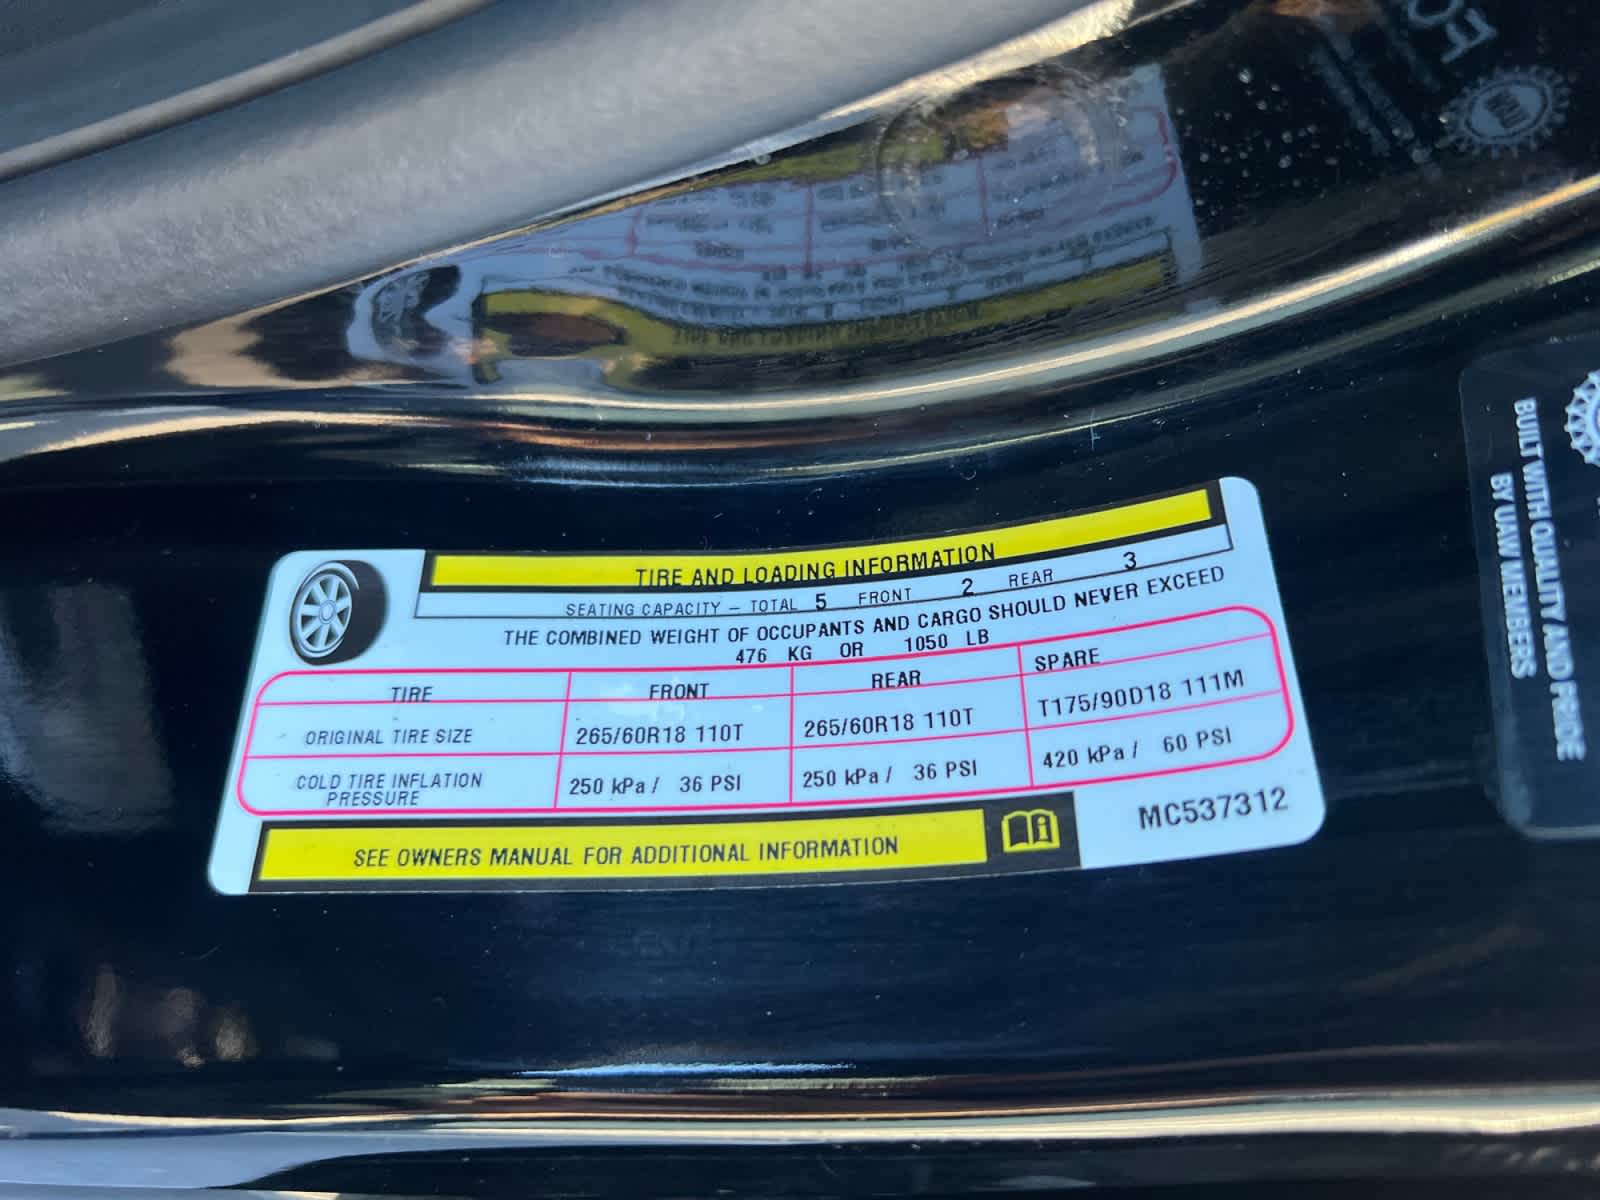 TIRE AND LOADING INFORMATION
SEATING CAPACITY – TOTAL 5 FRONT 2 REAR 3
THE COMBINED WEIGHT OF OCCUPANTS AND CARGO SHOULD NEVER EXCEED
476 KG OR 1050 LB
TIRE FRONT REAR SPARE
ORIGINAL TIRE SIZE 265/60R18 110T 265/60R18 110T T175/90D18 111M
COLD TIRE INFLATION PRESSURE 250 kPa / 36 PSI 250 kPa / 36 PSI 420 kPa / 60 PSI
SEE OWNERS MANUAL FOR ADDITIONAL INFORMATION
MC537312
BUILT WITH QUALITY AND PRIDE
BY UAW MEMBERS